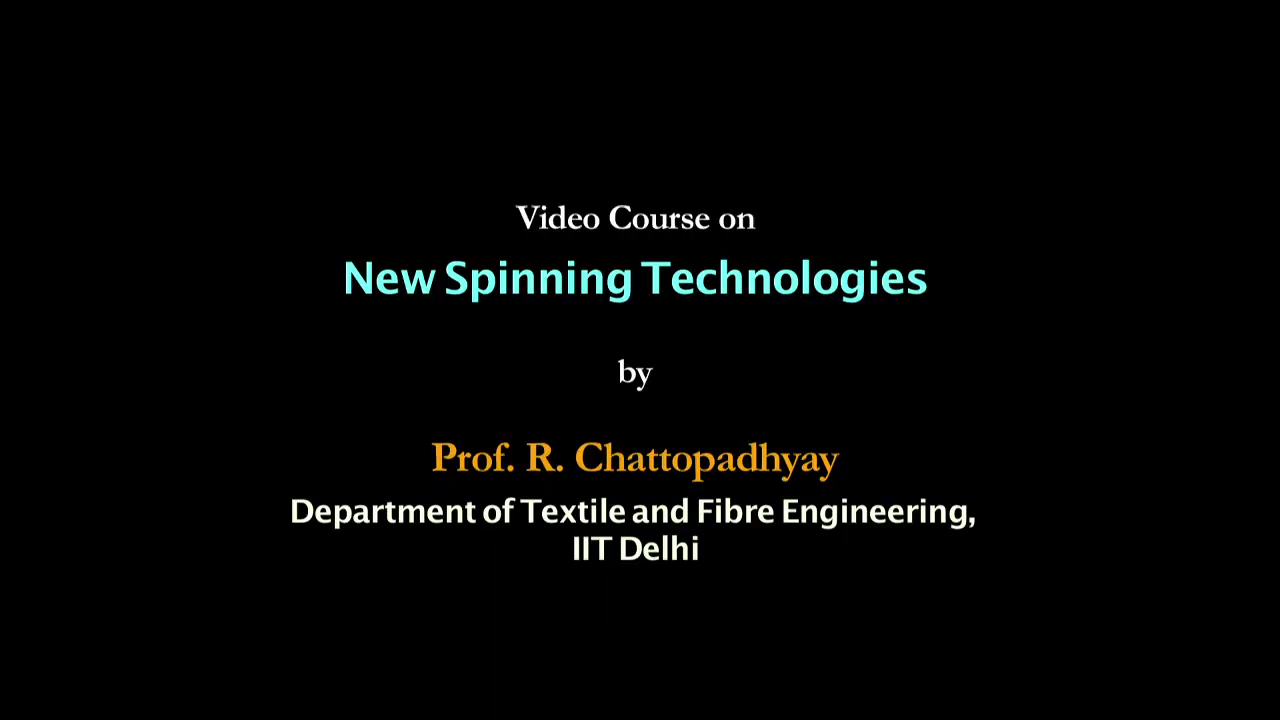 Video Course on
New Spinning Technologies
by
Prof. R. Chattopadhyay
Department of Textile and Fibre Engineering,
IIT Delhi